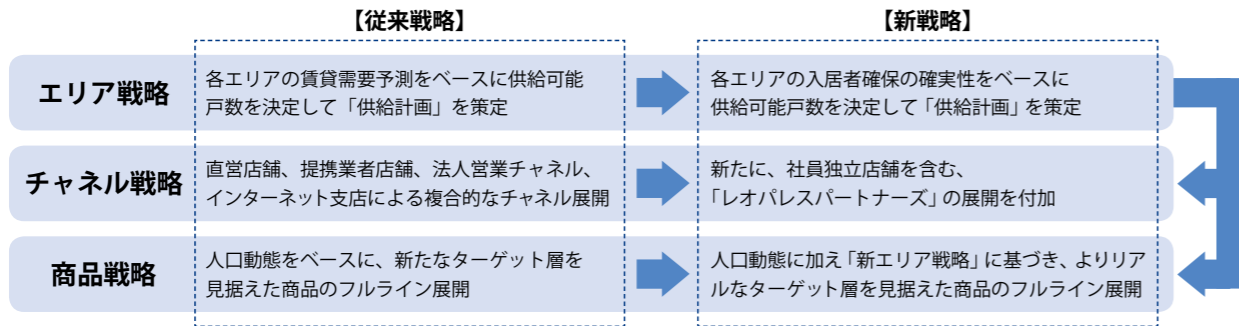 【従来戦略】
【新戦略】
エリア戦略
各エリアの賃貸需要予測をベースに供給可能
戸数を決定して「供給計画」を策定
各エリアの入居者確保の確実性をベースに
供給可能戸数を決定して「供給計画」を策定
チャネル戦略
直営店舗、提携業者店舗、法人営業チャネル、
インターネット支店による複合的なチャネル展開
新たに、社員独立店舗を含む、
「レオパレスパートナーズ」の展開を付加
商品戦略
人口動態をベースに、新たなターゲット層を
見据えた商品のフルライン展開
人口動態に加え「新エリア戦略」に基づき、よりリア
ルなターゲット層を見据えた商品のフルライン展開